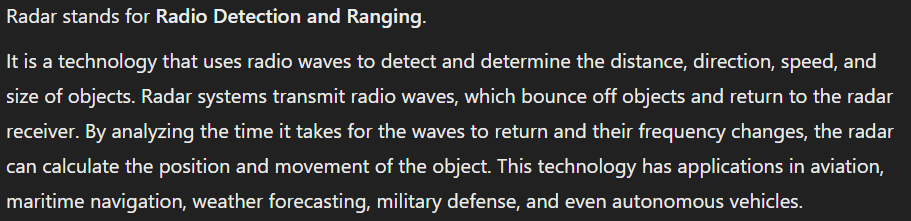 Radar stands for Radio Detection and Ranging.
It is a technology that uses radio waves to detect and determine the distance, direction, speed, and
size of objects. Radar systems transmit radio waves, which bounce off objects and return to the radar
receiver. By analyzing the time it takes for the waves to return and their frequency changes, the radar
can calculate the position and movement of the object. This technology has applications in aviation,
maritime navigation, weather forecasting, military defense, and even autonomous vehicles.